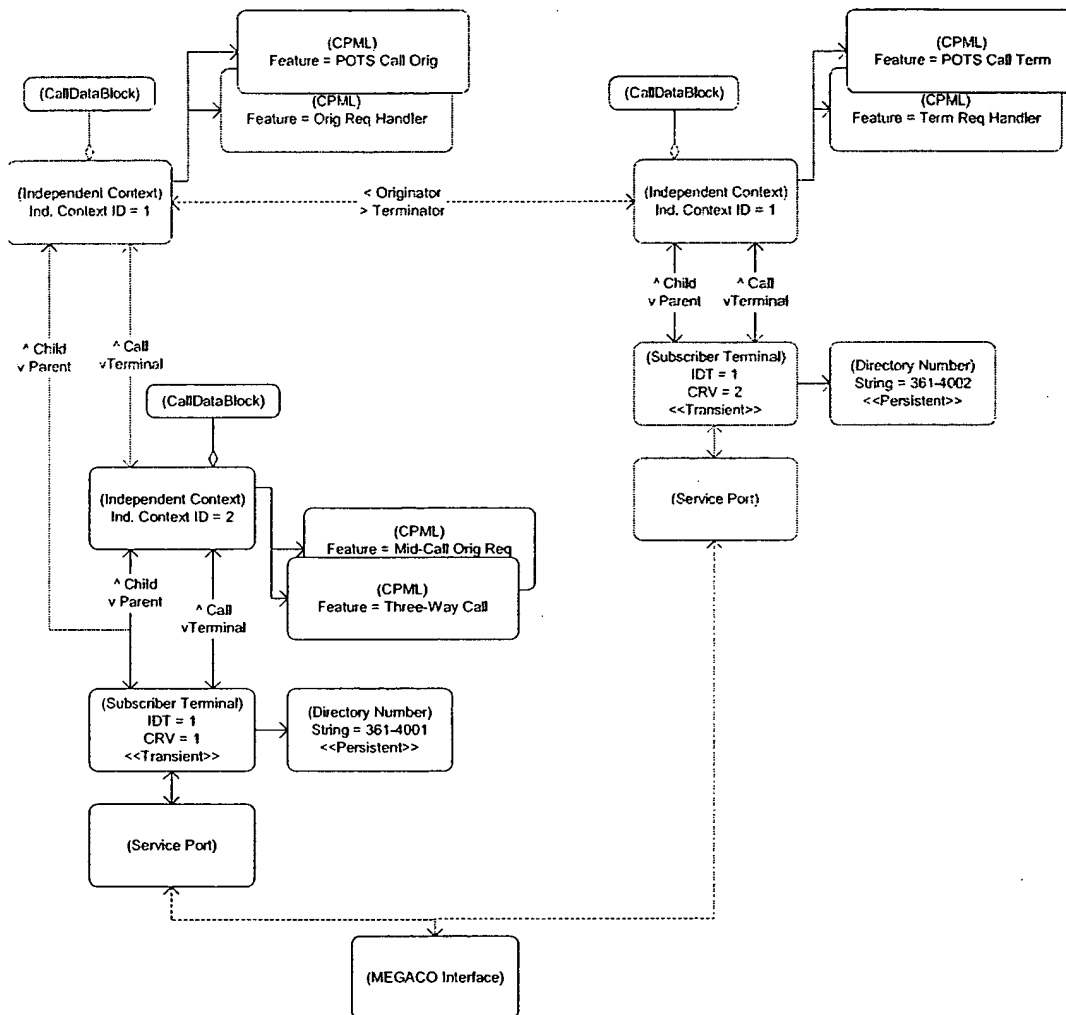 (CPML)
Feature = POTS Call Orig
(CPML)
Feature = Orig Req Handler
(CallDataBlock)
(Independent Context)
Ind. Context ID = 1
< Originator
> Terminator
(CPML)
Feature = POTS Call Term
(CPML)
Feature = Term Req Handler
(CallDataBlock)
(Independent Context)
Ind. Context ID = 1
^ Child
v Parent
^ Call
vTerminal
(Subscriber Terminal)
IDT = 1
CRV = 2
<<Transient>>
(Directory Number)
String = 361-4002
<<Persistent>>
(Service Port)
^ Child
v Parent
^ Call
vTerminal
(CallDataBlock)
(Independent Context)
Ind. Context ID = 2
(CPML)
Feature = Mid-Call Orig Req
(CPML)
Feature = Three-Way Call
^ Child
v Parent
^ Call
vTerminal
(Subscriber Terminal)
IDT = 1
CRV = 1
<<Transient>>
(Directory Number)
String = 361-4001
<<Persistent>>
(Service Port)
(MEGACO Interface)